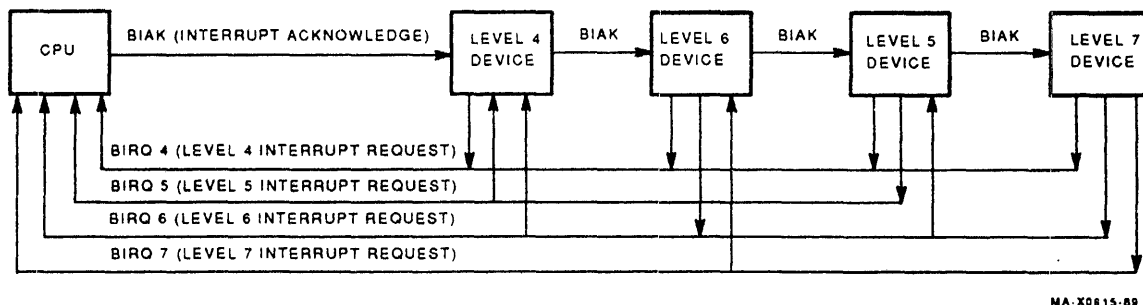 CPU
BIAK (INTERRUPT ACKNOWLEDGE)
LEVEL 4
DEVICE
BIAK
LEVEL 6
DEVICE
BIAK
LEVEL 5
DEVICE
BIAK
LEVEL 7
DEVICE
BIRQ 4 (LEVEL 4 INTERRUPT REQUEST)
BIRQ 5 (LEVEL 5 INTERRUPT REQUEST)
BIRQ 6 (LEVEL 6 INTERRUPT REQUEST)
BIRQ 7 (LEVEL 7 INTERRUPT REQUEST)
MA-X0815-89